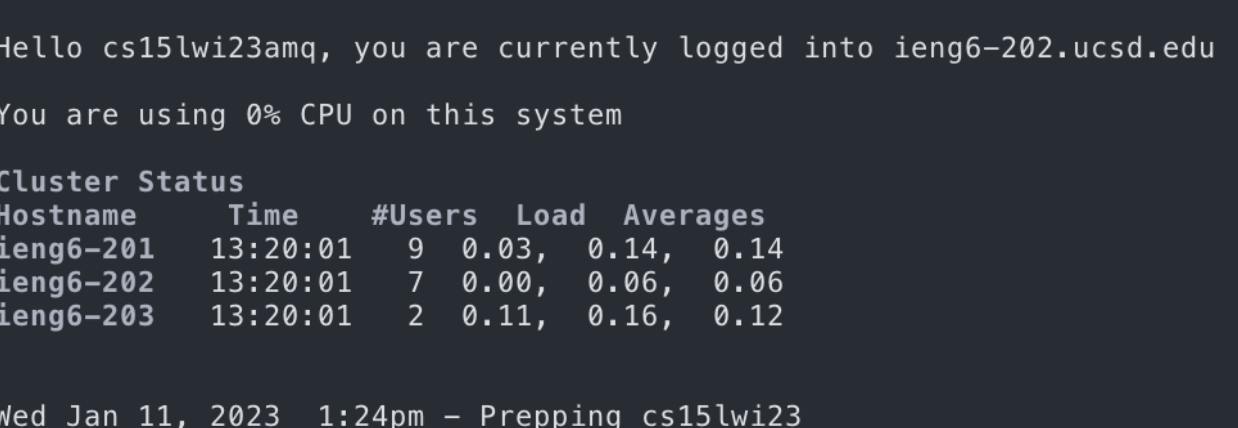 Hello cs15lwi23amq, you are currently logged into ieng6-202.ucsd.edu
You are using 0% CPU on this system
Cluster Status
Hostname Time #Users Load Averages
ieng6-201 13:20:01 9 0.03, 0.14, 0.14
ieng6-202 13:20:01 7 0.00, 0.06, 0.06
ieng6-203 13:20:01 2 0.11, 0.16, 0.12
Wed Jan 11, 2023 1:24pm - Prepping cs15lwi23